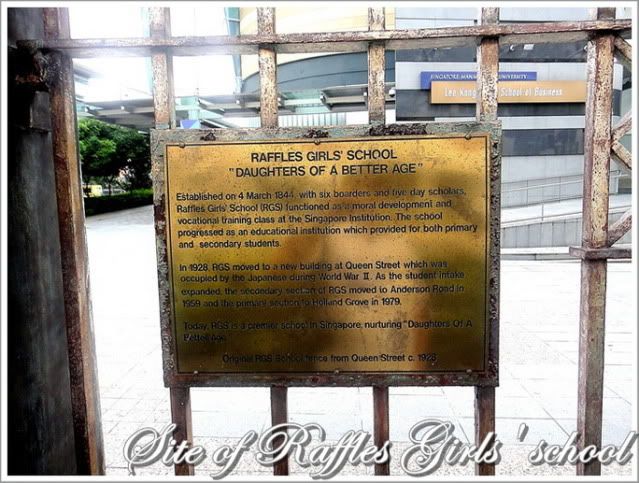 SINGAPORE MANAGEMENT UNIVERSITY
Lee Kong School of Business
RAFFLES GIRLS' SCHOOL
"DAUGHTERS OF A BETTER AGE"
Established on 4 March 1844, with six boarders and five day scholars,
Raffles Girls' School (RGS) functioned as a moral development and
vocational training class at the Singapore Institution. The school
progressed as an educational institution which provided for both primary
and secondary students.
In 1928, RGS moved to a new building at Queen Street which was
occupied by the Japanese during World War II. As the student intake
expanded, the secondary section of RGS moved to Anderson Road in
1959 and the primary section to Holland Grove in 1979.
Today, RGS is a premier school in Singapore, nurturing "Daughters Of A
Better Age".
Original RGS School fence from Queen Street c. 1928
Site of Raffles Girls' school